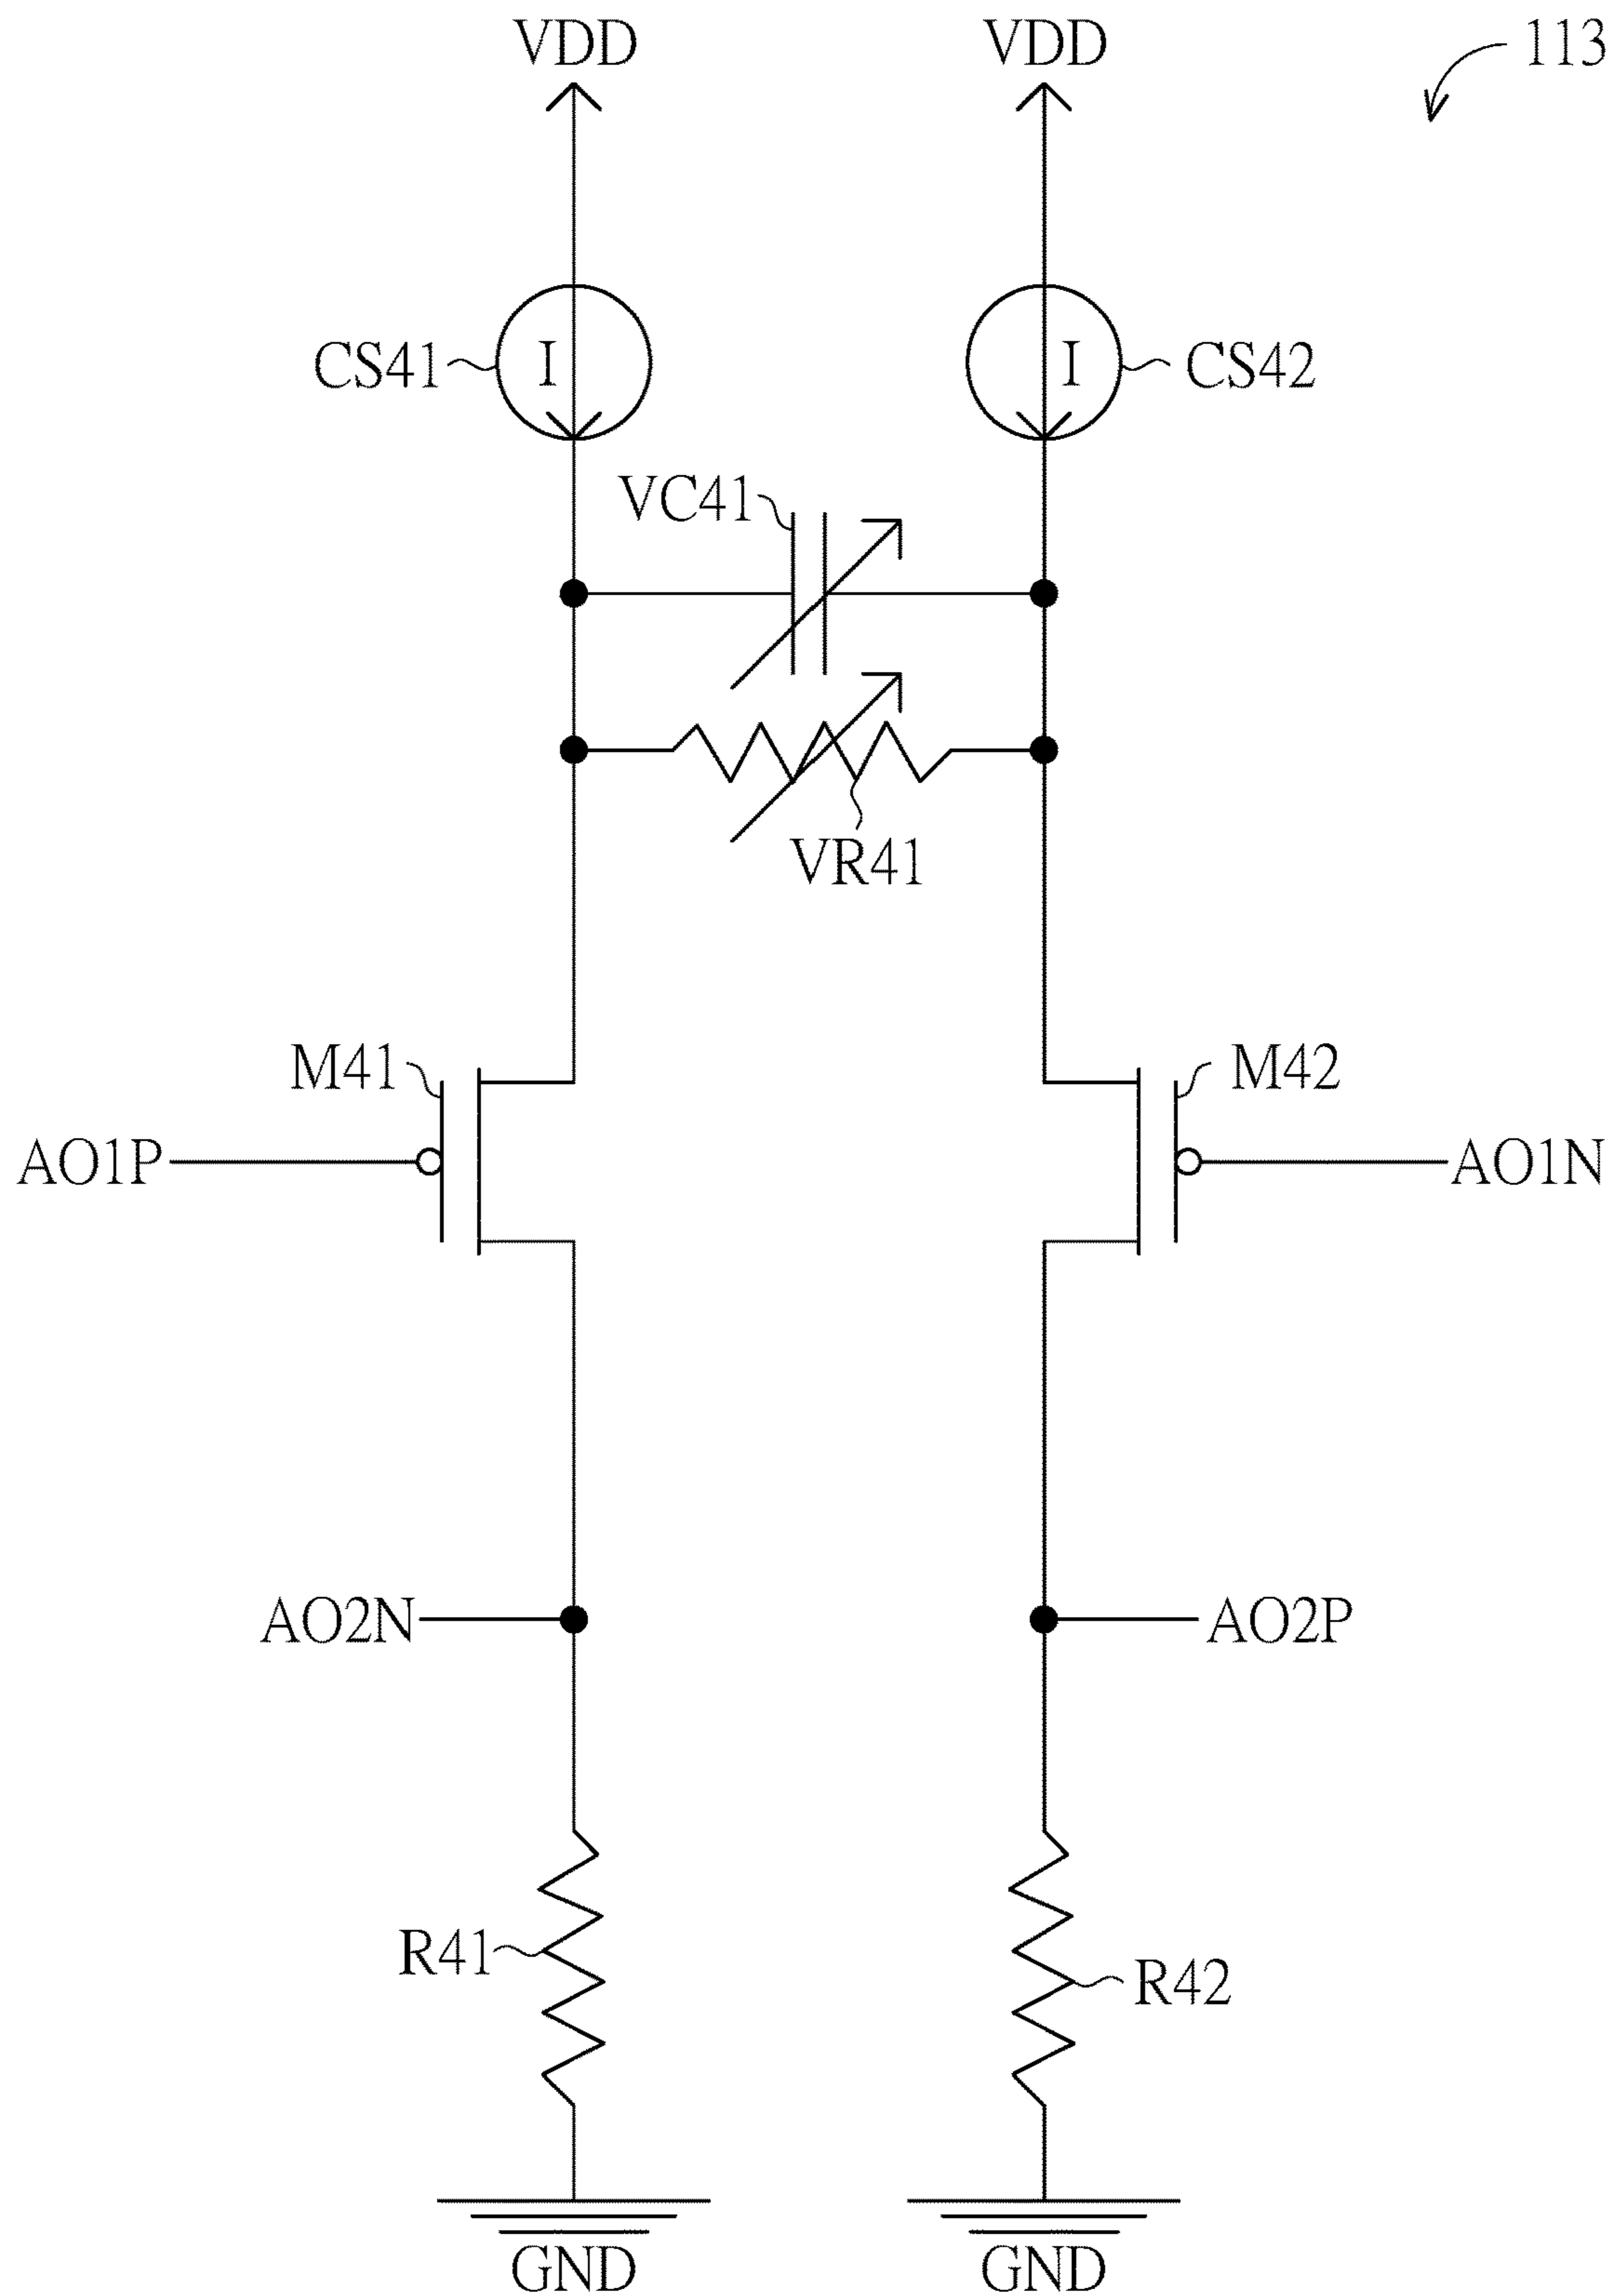 VDD
VDD
113
CS41
I
I
CS42
VC41
VR41
M41
M42
AO1P
AO1N
AO2N
AO2P
R41
R42
GND
GND